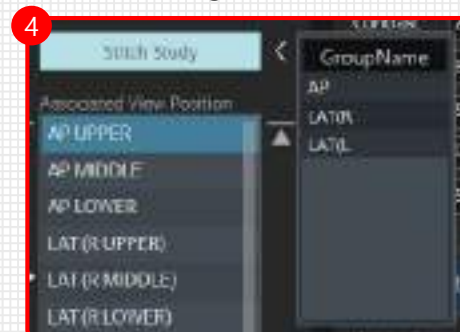 4
Stitch Study
<
GroupName
AP
LAT(R
LAT(L
Associated View Position
AP UPPER
AP MIDDLE
AP LOWER
LAT(R UPPER)
LAT(R MIDDLE)
LAT(R LOWER)